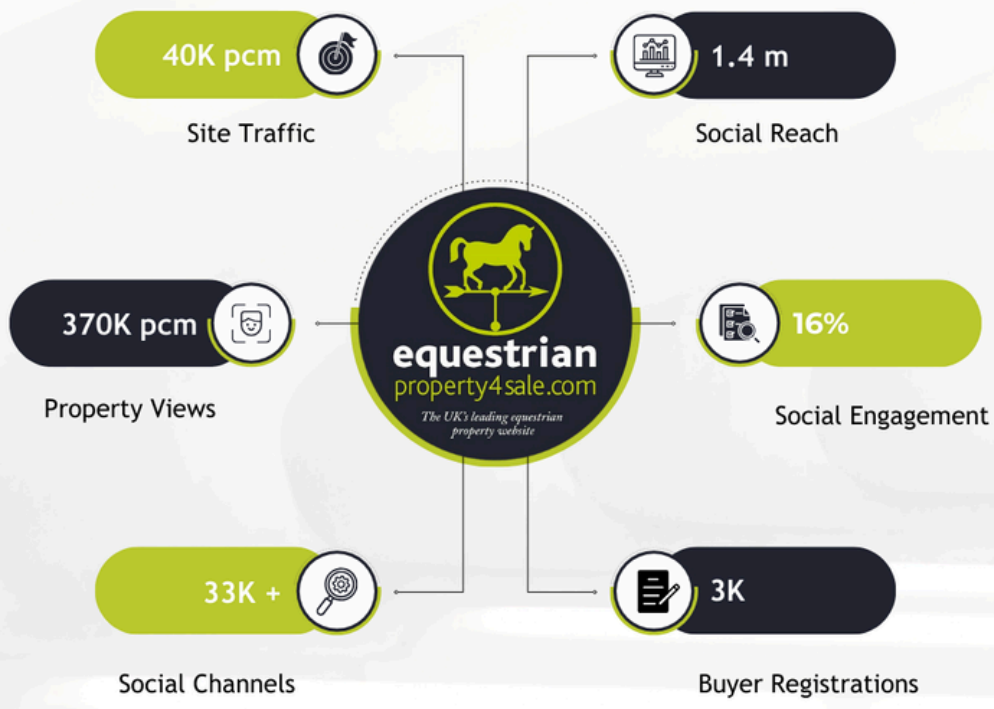 40K pcm
Site Traffic
1.4 m
Social Reach
370K pcm
Property Views
equestrian
property4sale.com
The UK's leading equestrian
property website
16%
Social Engagement
33K +
Social Channels
3K
Buyer Registrations